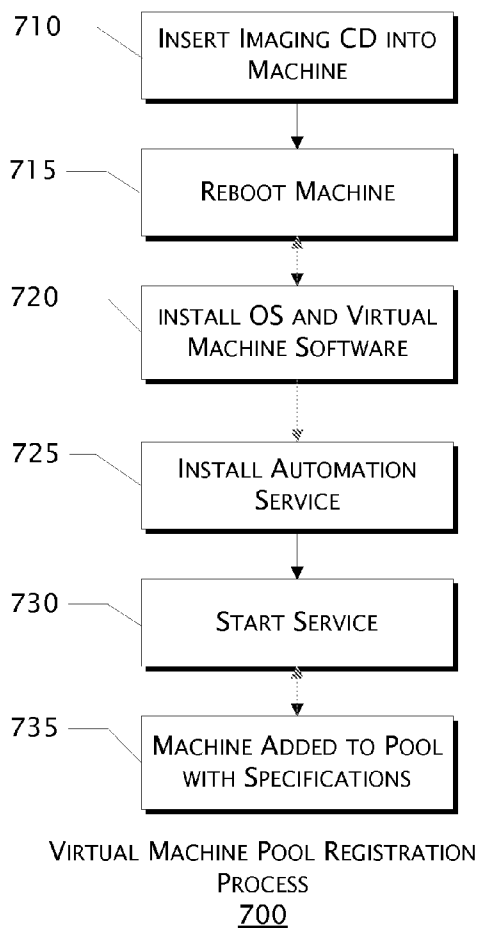 710
INSERT IMAGING CD INTO
MACHINE
715
REBOOT MACHINE
720
INSTALL OS AND VIRTUAL
MACHINE SOFTWARE
725
INSTALL AUTOMATION
SERVICE
730
START SERVICE
735
MACHINE ADDED TO POOL
WITH SPECIFICATIONS
VIRTUAL MACHINE POOL REGISTRATION
PROCESS
700